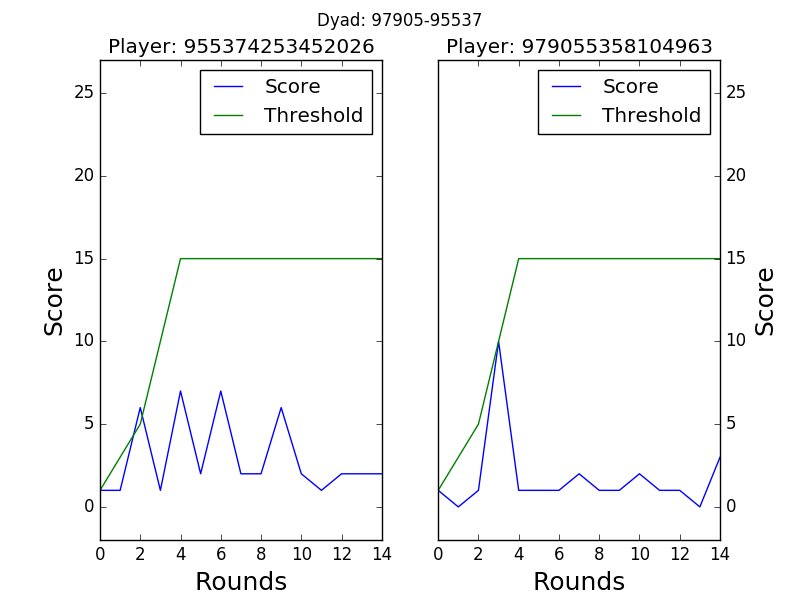 Dyad: 97905-95537
Player: 955374253452026
Player: 979055358104963
Score
Threshold
Score
Threshold
25
20
15
10
5
0
25
20
15
10
5
0
Score
Score
0 2 4 6 8 10 12 14
0 2 4 6 8 10 12 14
Rounds
Rounds